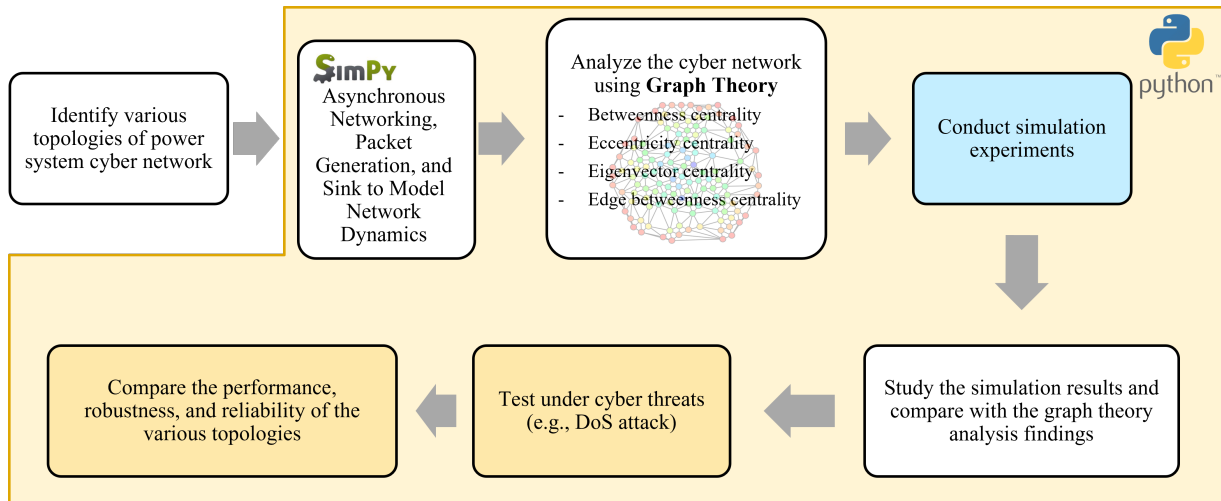 Identify various
topologies of power
system cyber network
SimPy
Asynchronous
Networking,
Packet
Generation, and
Sink to Model
Network
Dynamics
Analyze the cyber network
using Graph Theory
- Betweenness centrality
- Eccentricity centrality
- Eigenvector centrality
- Edge betweenness centrality
python™
Conduct simulation
experiments
Study the simulation results and
compare with the graph theory
analysis findings
Test under cyber threats
(e.g., DoS attack)
Compare the performance,
robustness, and reliability of the
various topologies